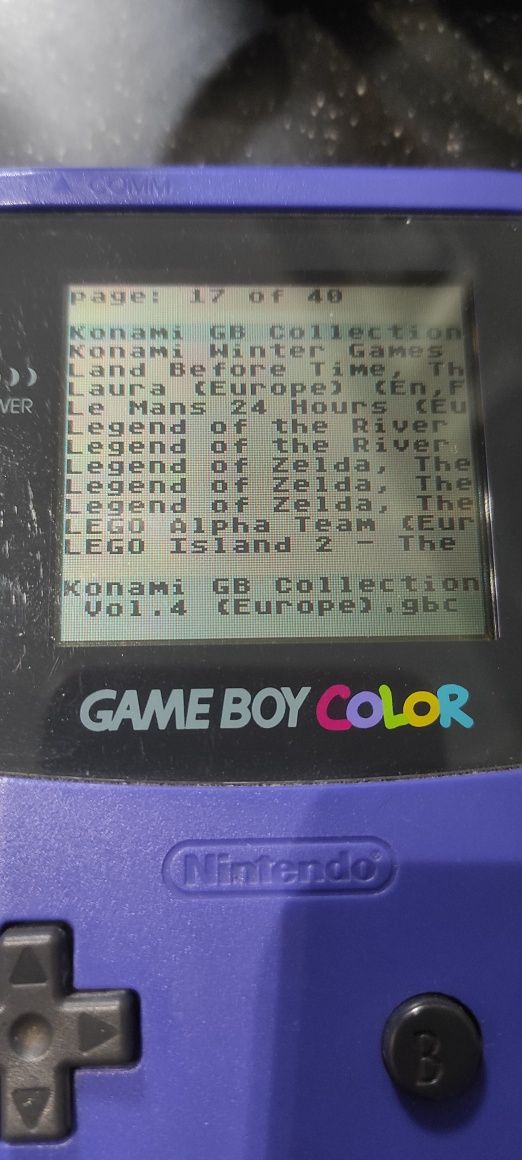 COMM
page: 17 of 40
Konami GB Collection
Konami Winter Games
Land Before Time, Th
Laura (Europe) (En,F
Le Mans 24 Hours (Eu
VER
Legend of the River
Legend of the River
Legend of Zelda, The
Legend of Zelda, The
Legend of Zelda, The
LEGO Alpha Team (Eur
LEGO Island 2 - The
Konami GB Collection
Vol.4 (Europe).gbc
GAME BOY COLOR
Nintendo
B